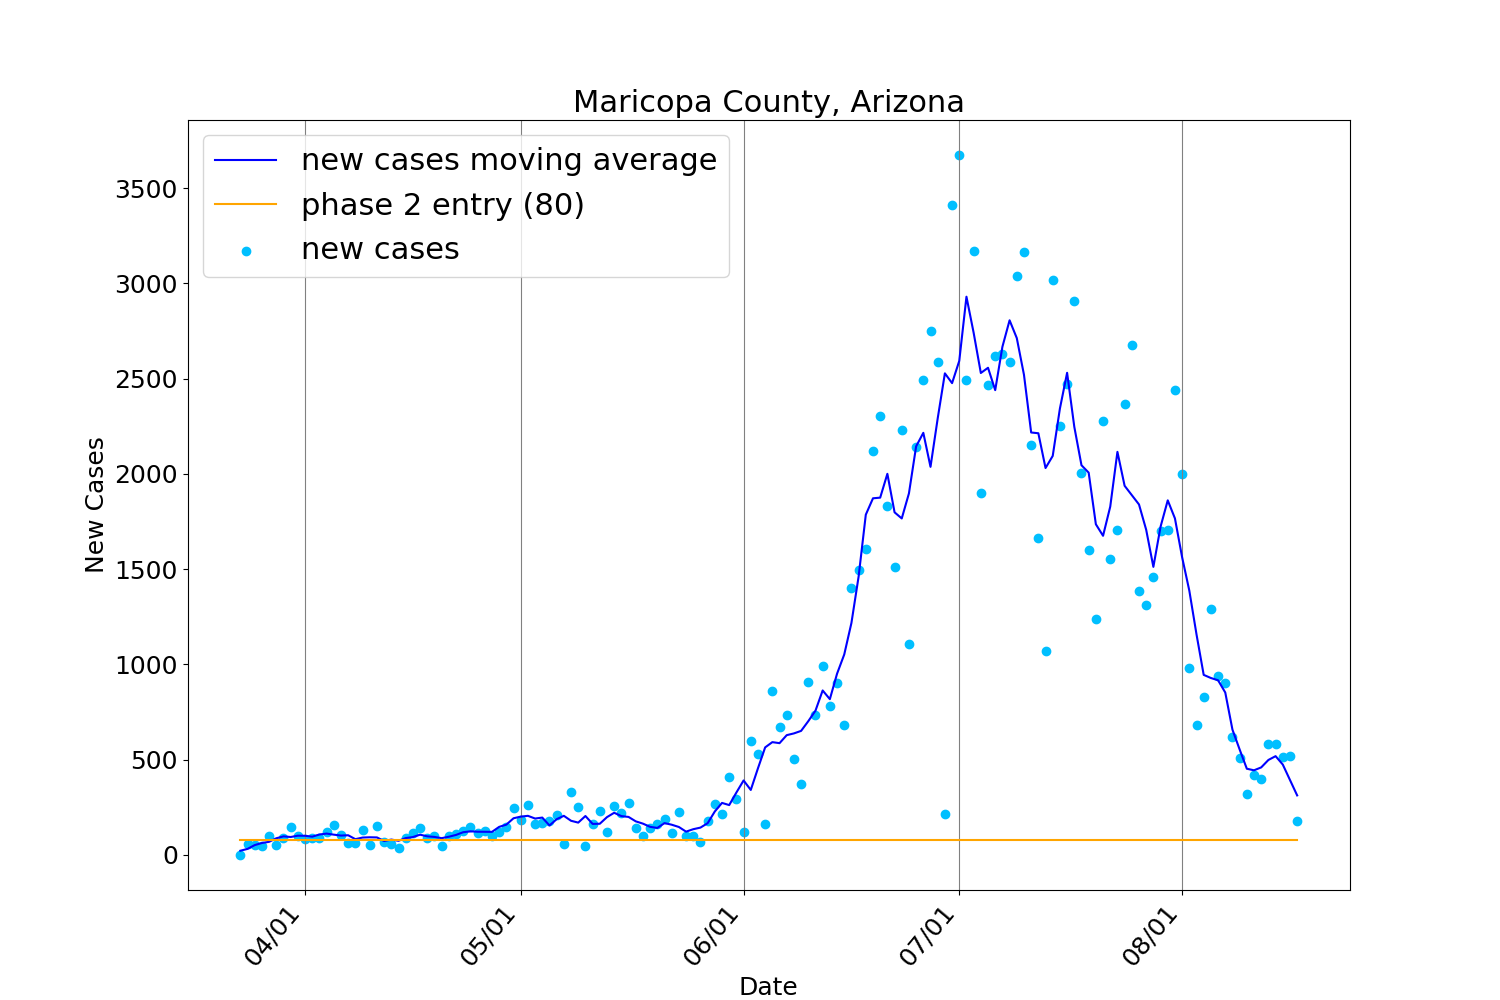 Maricopa County, Arizona
new cases moving average
phase 2 entry (80)
new cases
New Cases
3500
3000
2500
2000
1500
1000
500
0
04/01
05/01
06/01
07/01
08/01
Date